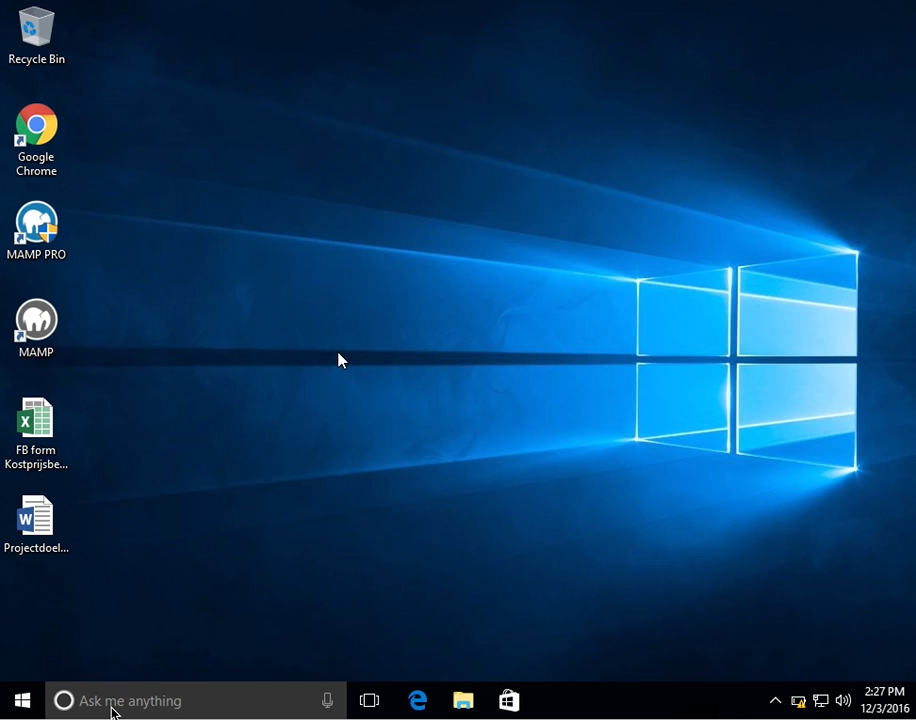 Recycle Bin
Google
Chrome
MAMP PRO
MAMP
FB form
Kostprijsbe...
Projectdoel...
Ask me anything
2:27 PM
12/3/2016